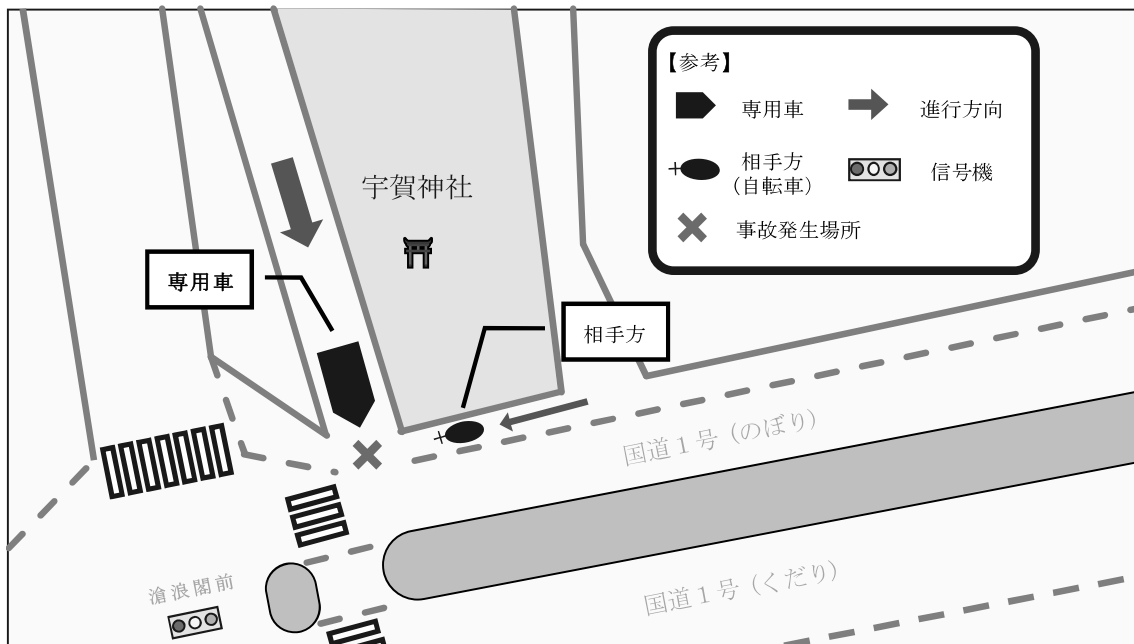 【参考】
専用車
進行方向
相手方
(自転車)
信号機
事故発生場所
宇賀神社
専用車
相手方
国道1号(のぼり)
国道1号(くだり)
滄浪閣前